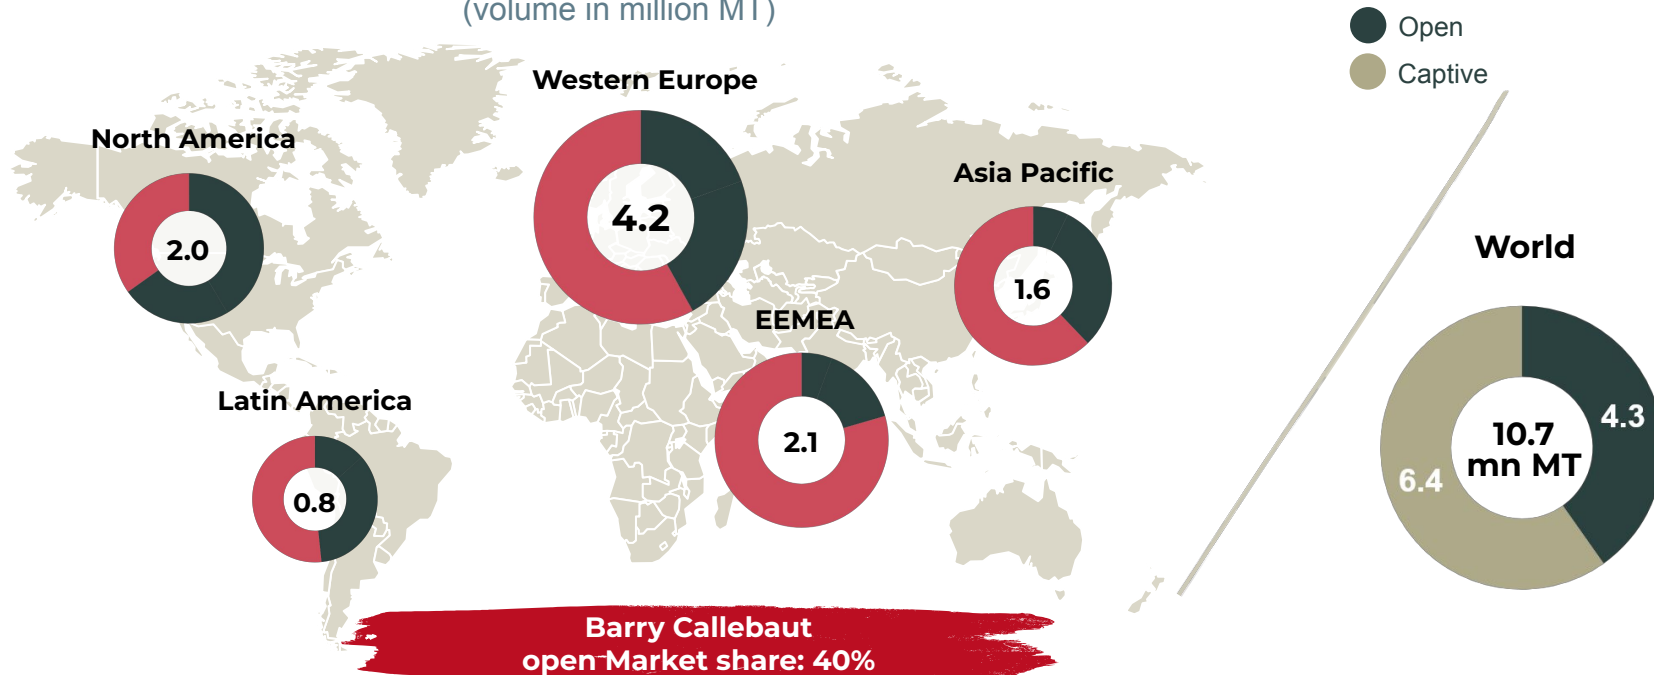 (volume in million MT)
Open
Captive
Western Europe
4.2
North America
2.0
Asia Pacific
1.6
EEMEA
2.1
Latin America
0.8
World
10.7
mn MT
4.3
6.4
Barry Callebaut
open Market share: 40%